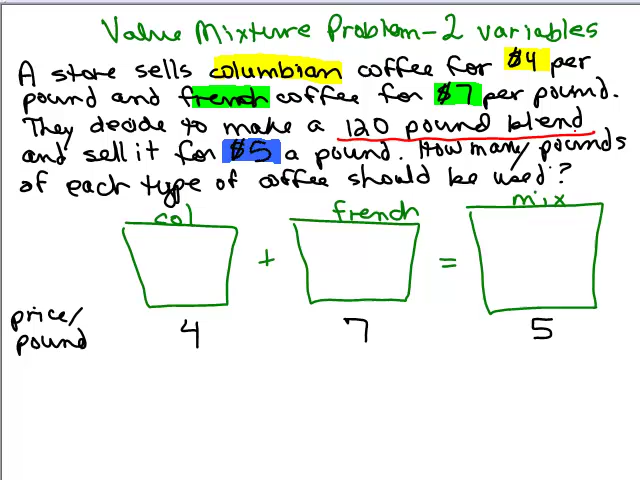 Value Mixture Problem - 2 variables
A store sells columbian coffee for $4 per
pound and french coffee for $7 per pound.
They decide to make a 120 pound blend
and sell it for $5 a pound. How many pounds
of each type of coffee should be used?
col french mix
+ =
price/
pound 4 7 5